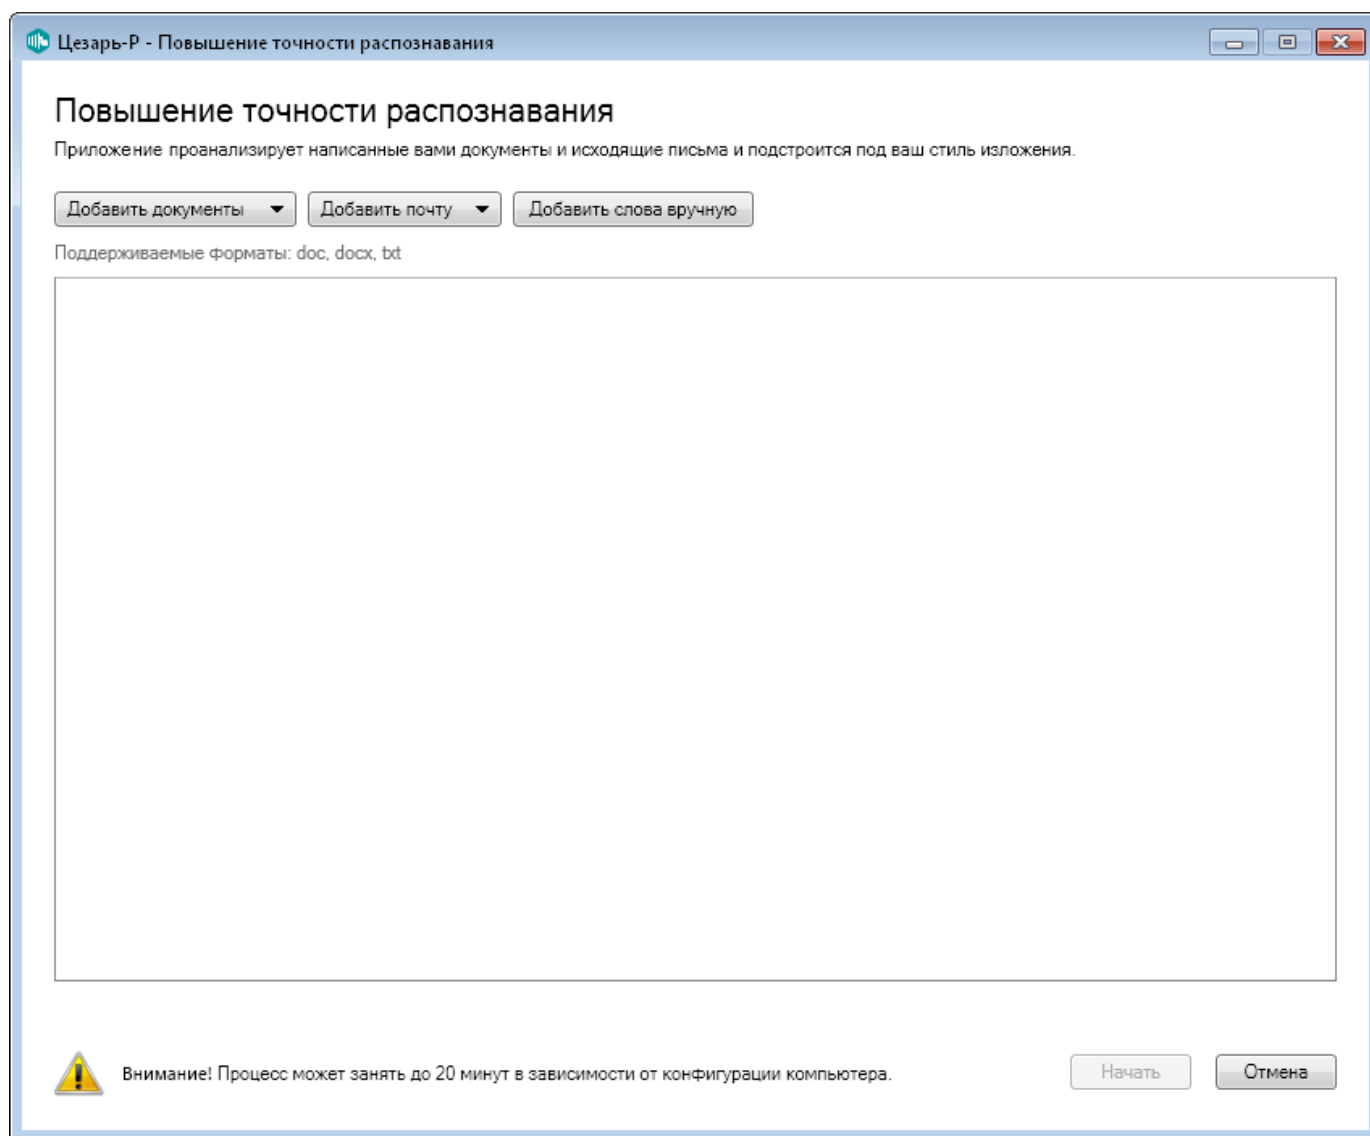 Цезарь-Р - Повышение точности распознавания
Повышение точности распознавания
Приложение проанализирует написанные вами документы и исходящие письма и подстроится под ваш стиль изложения.
Добавить документы Добавить почту Добавить слова вручную
Поддерживаемые форматы: doc, docx, txt
Внимание! Процесс может занять до 20 минут в зависимости от конфигурации компьютера. Начать Отмена